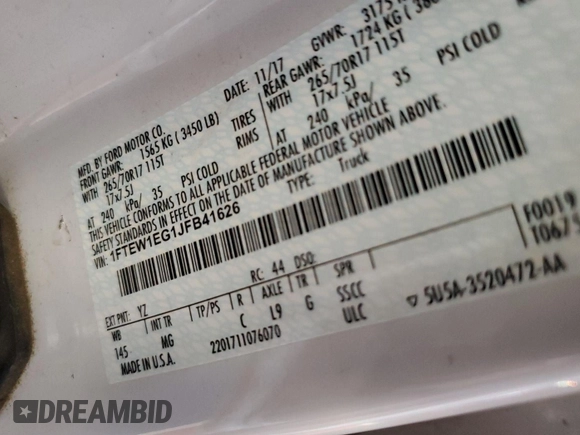 MFD. BY FORD MOTOR CO.
DATE: 11/17
GVWR: 3175
FRONT GAWR: 1565 KG ( 3450 LB)
REAR GAWR: 1724 KG
WITH 265/70R17 115T TIRES WITH 265/70R17 115T
17x7.5J RIMS 17x7.5J
AT 240 kPa/ 35 PSI COLD AT 240 kPa/ 35 PSI COLD
THIS VEHICLE CONFORMS TO ALL APPLICABLE FEDERAL MOTOR VEHICLE
SAFETY STANDARDS IN EFFECT ON THE DATE OF MANUFACTURE SHOWN ABOVE.
VIN: 1FTEW1EG1JFB41626
TYPE: Truck
F0019
T0675
EXT PNT: YZ RC: 44 DSO:
WB INT TR TP/PS R AXLE TR SPR
145 MG C L9 G SSCC
MADE IN U.S.A. 2201711076070 ULC
▽ 5U5A-3520472-AA
DREAMBID